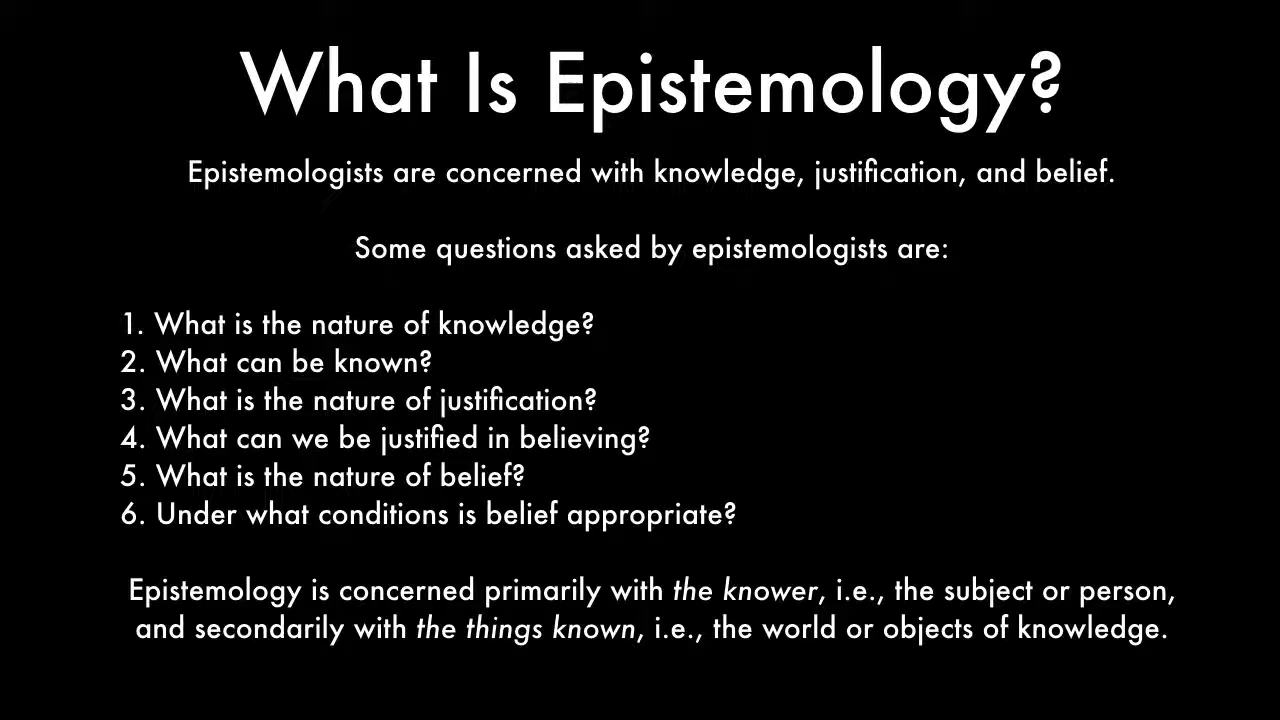 What Is Epistemology?
Epistemologists are concerned with knowledge, justification, and belief.
Some questions asked by epistemologists are:
1. What is the nature of knowledge?
2. What can be known?
3. What is the nature of justification?
4. What can we be justified in believing?
5. What is the nature of belief?
6. Under what conditions is belief appropriate?
Epistemology is concerned primarily with the knower, i.e., the subject or person,
and secondarily with the things known, i.e., the world or objects of knowledge.